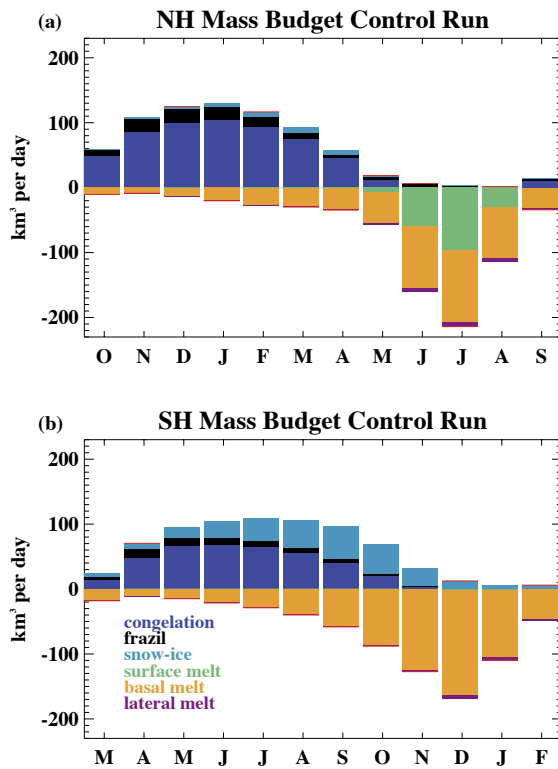 (a) NH Mass Budget Control Run
200
100
0
-100
-200
km³ per day
O N D J F M A M J J A S
(b) SH Mass Budget Control Run
200
100
0
-100
-200
km³ per day
congelation
frazil
snow-ice
surface melt
basal melt
lateral melt
M A M J J A S O N D J F